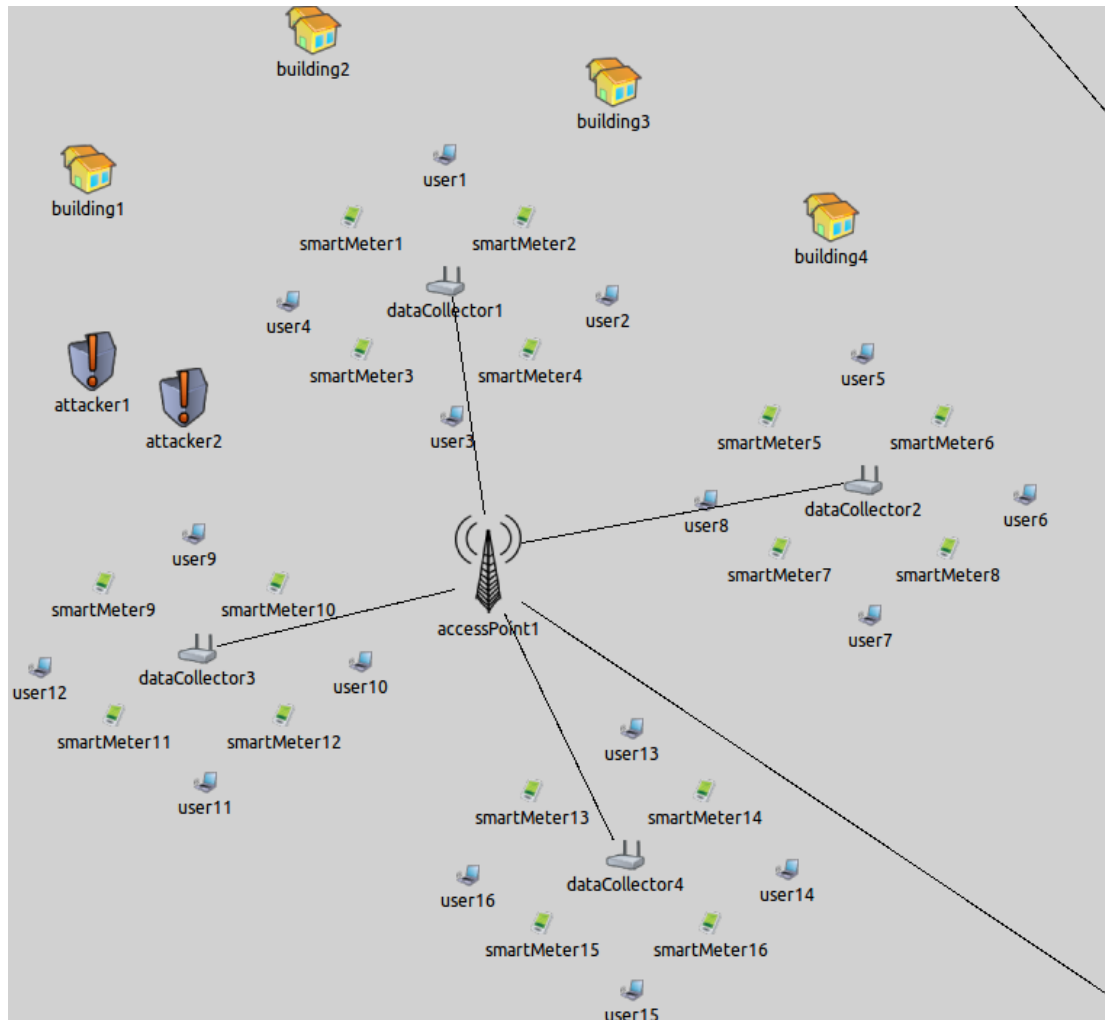 building2
building3
user1
building1
smartMeter1
smartMeter2
building4
dataCollector1
user2
user4
smartMeter3
smartMeter4
user5
attacker1
attacker2
user3
smartMeter5
smartMeter6
dataCollector2
user8
user6
user9
smartMeter7
smartMeter8
smartMeter9
smartMeter10
accessPoint1
user7
dataCollector3
user12
user10
smartMeter11
smartMeter12
user13
user11
smartMeter13
smartMeter14
dataCollector4
user16
user14
smartMeter15
smartMeter16
user15